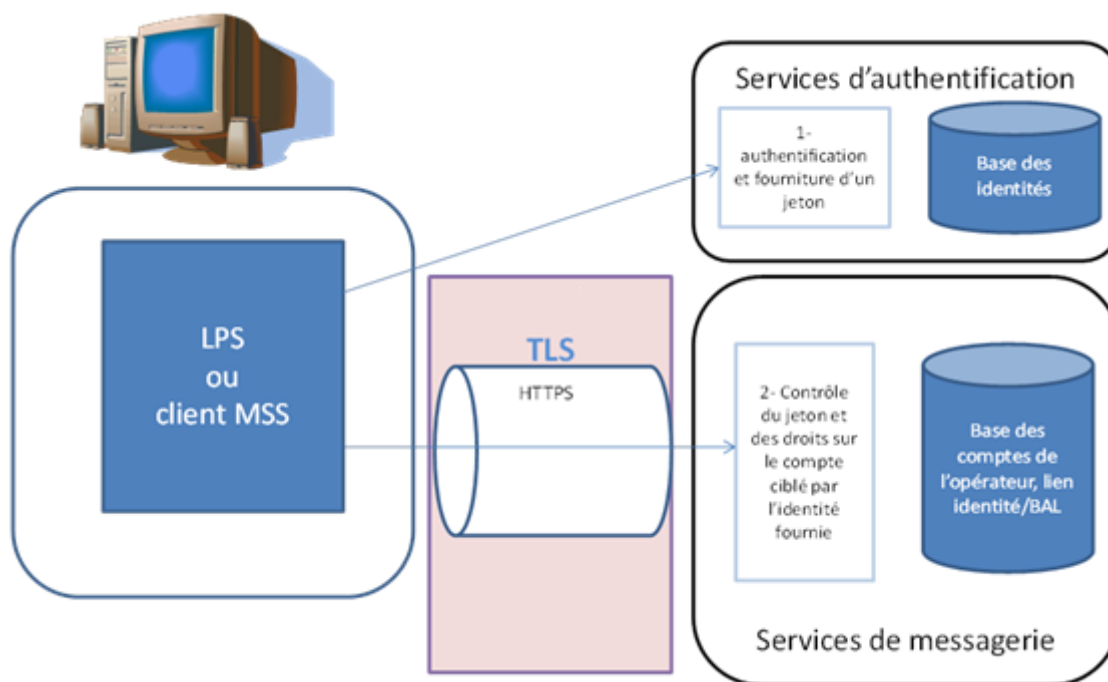 Services d'authentification
1-
authentification
et fourniture d'un
jeton
Base des
identités
LPS
ou
client MSS
TLS
HTTPS
2- Contrôle
du jeton et
des droits sur
le compte
ciblé par
l'identité
fournie
Base des
comptes de
l'opérateur, lien
identité/BAL
Services de messagerie